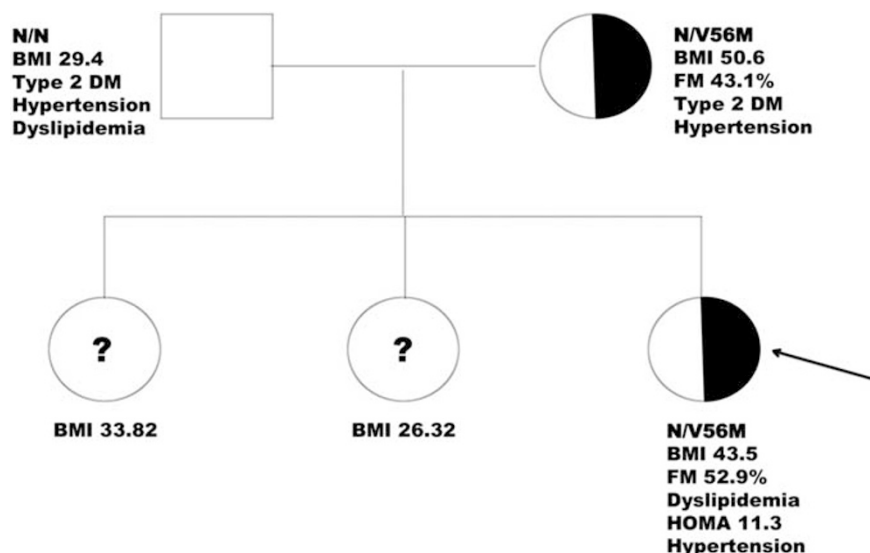 N/N
BMI 29.4
Type 2 DM
Hypertension
Dyslipidemia
N/V56M
BMI 50.6
FM 43.1%
Type 2 DM
Hypertension
?
BMI 33.82
?
BMI 26.32
N/V56M
BMI 43.5
FM 52.9%
Dyslipidemia
HOMA 11.3
Hypertension